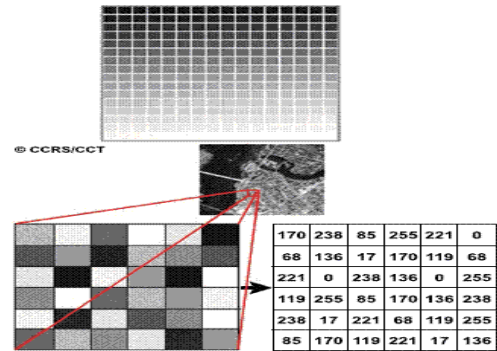 © CCRS/CCT
170 238 85 255 221 0
68 136 17 170 119 68
221 0 238 136 0 255
119 255 85 170 136 238
238 17 221 68 119 255
85 170 119 221 17 136